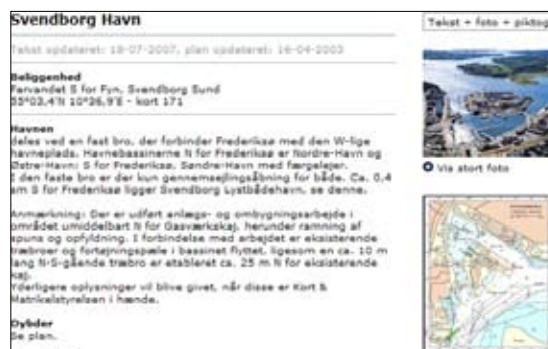 Svendborg Havn
Tekst opdateret: 18-07-2007, plan opdateret: 16-04-2003
Beliggenhed
Farvandet S for Fyn, Svendborg Sund
55°03,4'N 10°36,9'E - kort 171
Havnen
deles ved en fast bro, der forbinder Frederiksø med den W-lige
havneplads. Havnebassinerne N for Frederiksø er Nordre-Havn og
Østre-Havn; S for Frederiksø, Søndre-Havn med færgelejer.
I den faste bro er der kun gennemsejlingsåbning for både. Ca. 0,4
sm S for Frederiksø ligger Svendborg Lystbådehavn, se denne.
Anmærkning: Der er udført anlægs- og ombygningsarbejde i
området umiddelbart N for Gasværkskaj, herunder ramning af
spuns og opfyldning. I forbindelse med arbejdet er eksisterende
træbroer og fortøjningspæle i bassinet flyttet, ligesom en ca. 10 m
lang N-S-gående træbro er etableret ca. 25 m N for eksisterende
kaj.
Yderligere oplysninger vil blive givet, når disse er Kort &
Matrikelstyrelsen i hænde.
Dybder
Se plan.
Tekst + foto + piktog
Vis stort foto